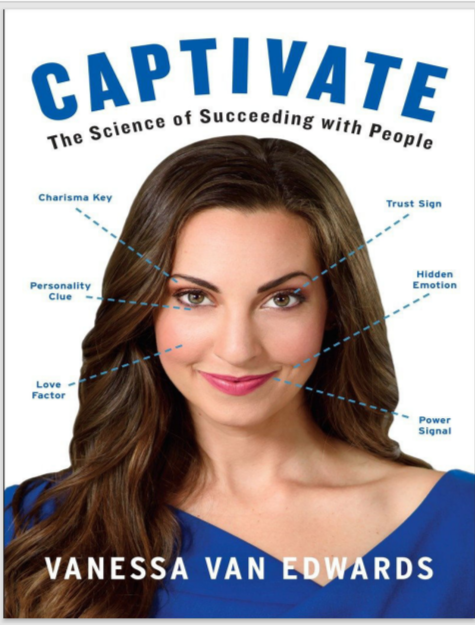 CAPTIVATE
The Science of Succeeding with People
Charisma Key
Trust Sign
Personality
Clue
Hidden
Emotion
Love
Factor
Power
Signal
VANESSA VAN EDWARDS